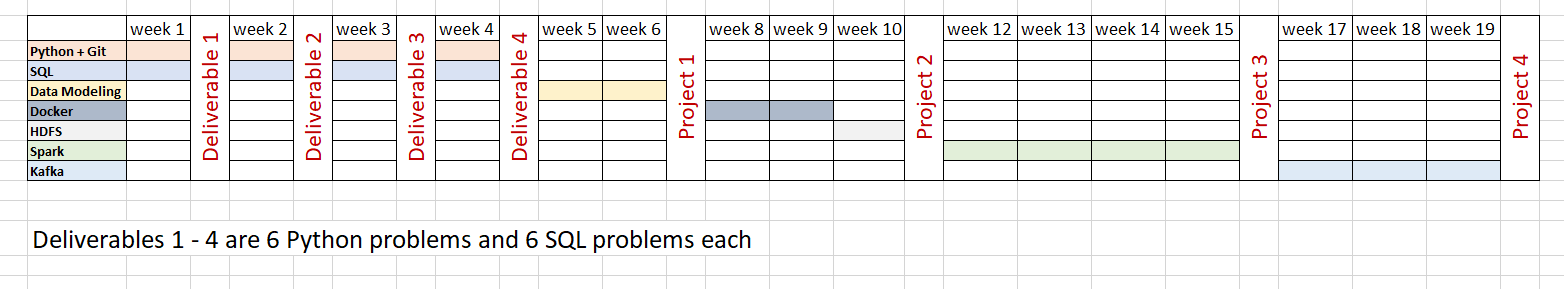 week 1 Deliverable 1 week 2 Deliverable 2 week 3 Deliverable 3 week 4 Deliverable 4 week 5 week 6 Project 1 week 8 week 9 week 10 Project 2 week 12 week 13 week 14 week 15 Project 3 week 17 week 18 week 19 Project 4
Python + Git
SQL
Data Modeling
Docker
HDFS
Spark
Kafka
Deliverables 1 - 4 are 6 Python problems and 6 SQL problems each